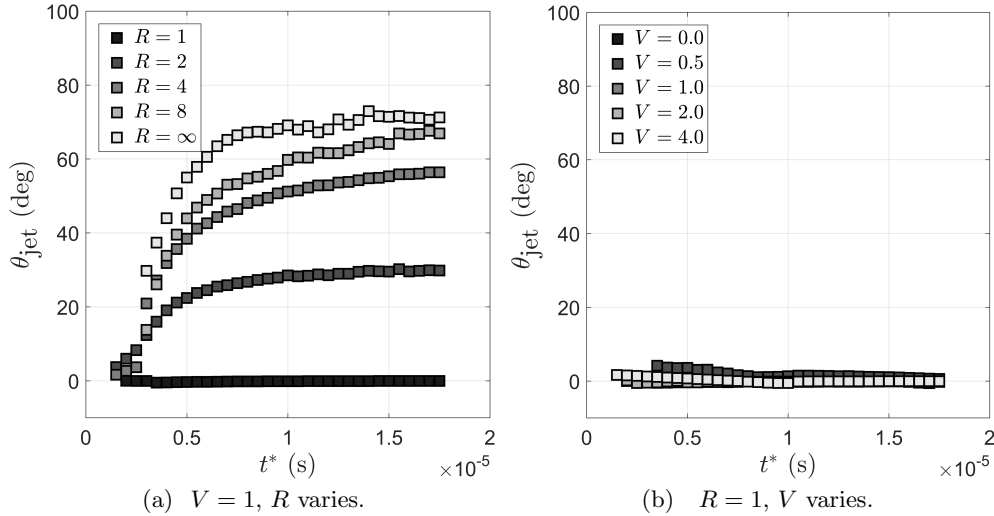 100
80
60
40
20
0
θjet (deg)
R = 1
R = 2
R = 4
R = 8
R = ∞
0 0.5 1 1.5 2
t* (s)
×10-5
(a) V = 1, R varies.
100
80
60
40
20
0
θjet (deg)
V = 0.0
V = 0.5
V = 1.0
V = 2.0
V = 4.0
0 0.5 1 1.5 2
t* (s)
×10-5
(b) R = 1, V varies.